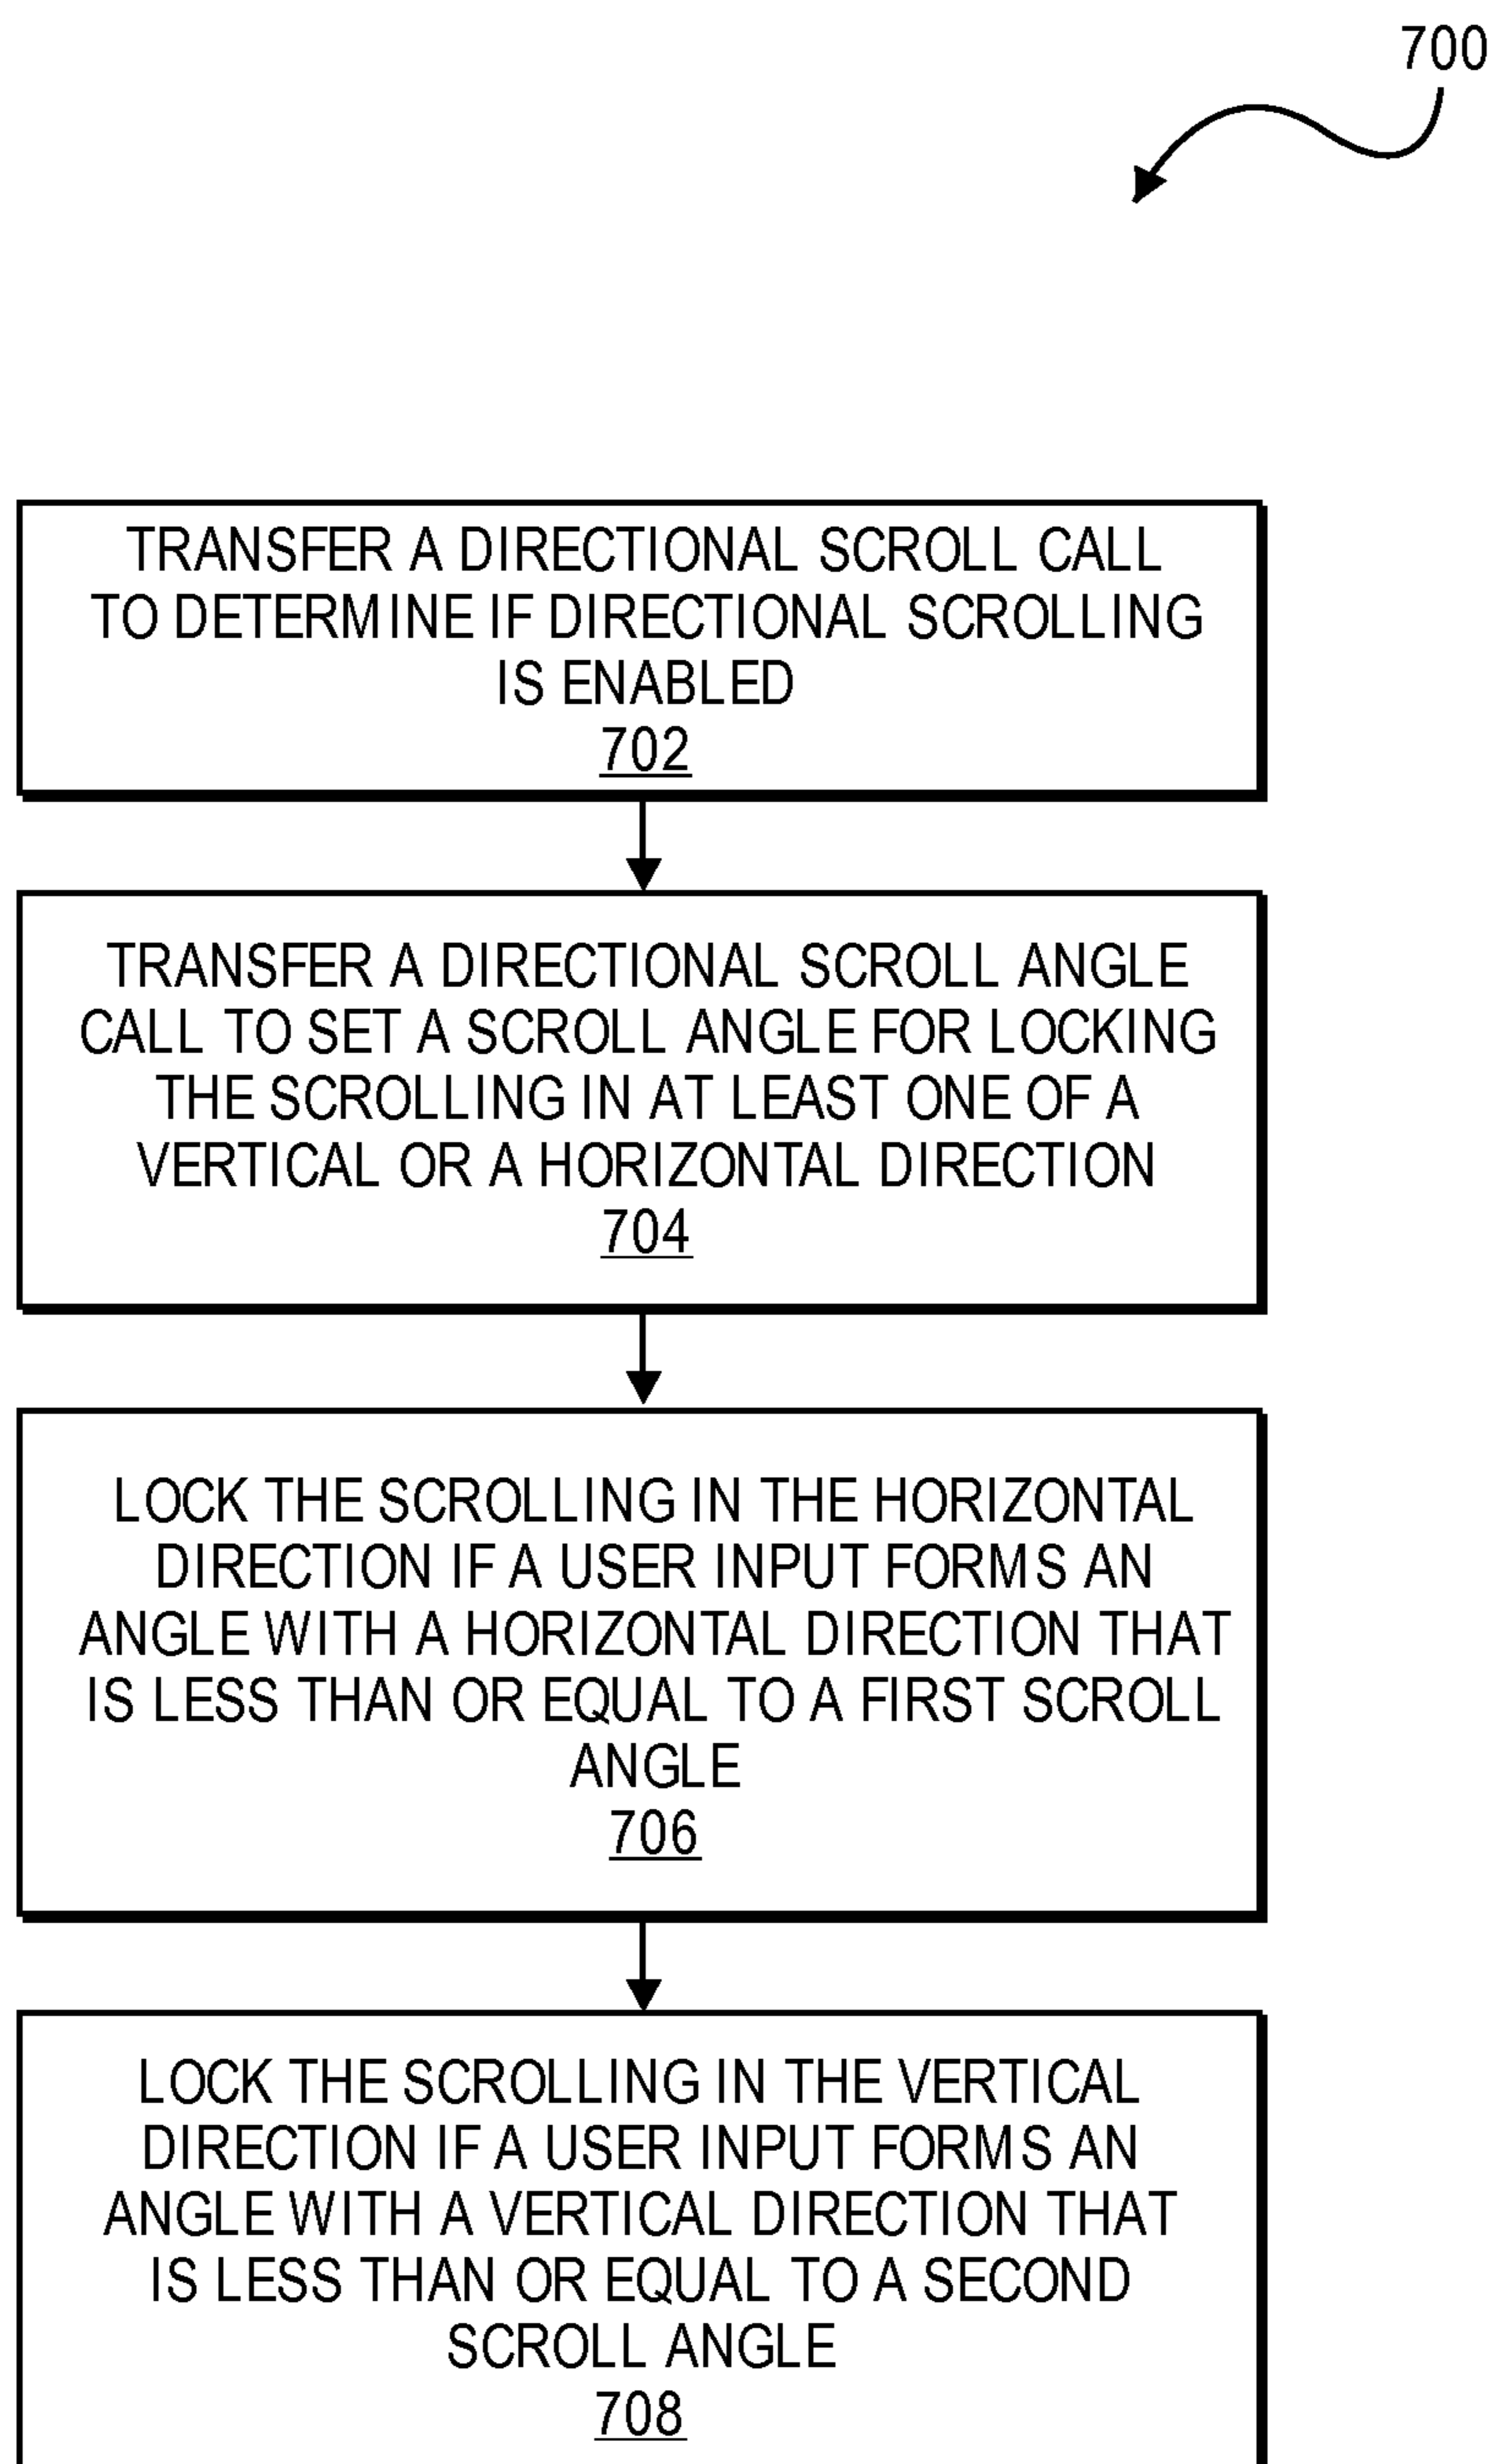 700
TRANSFER A DIRECTIONAL SCROLL CALL
TO DETERMINE IF DIRECTIONAL SCROLLING
IS ENABLED
702
TRANSFER A DIRECTIONAL SCROLL ANGLE
CALL TO SET A SCROLL ANGLE FOR LOCKING
THE SCROLLING IN AT LEAST ONE OF A
VERTICAL OR A HORIZONTAL DIRECTION
704
LOCK THE SCROLLING IN THE HORIZONTAL
DIRECTION IF A USER INPUT FORMS AN
ANGLE WITH A HORIZONTAL DIRECTION THAT
IS LESS THAN OR EQUAL TO A FIRST SCROLL
ANGLE
706
LOCK THE SCROLLING IN THE VERTICAL
DIRECTION IF A USER INPUT FORMS AN
ANGLE WITH A VERTICAL DIRECTION THAT
IS LESS THAN OR EQUAL TO A SECOND
SCROLL ANGLE
708